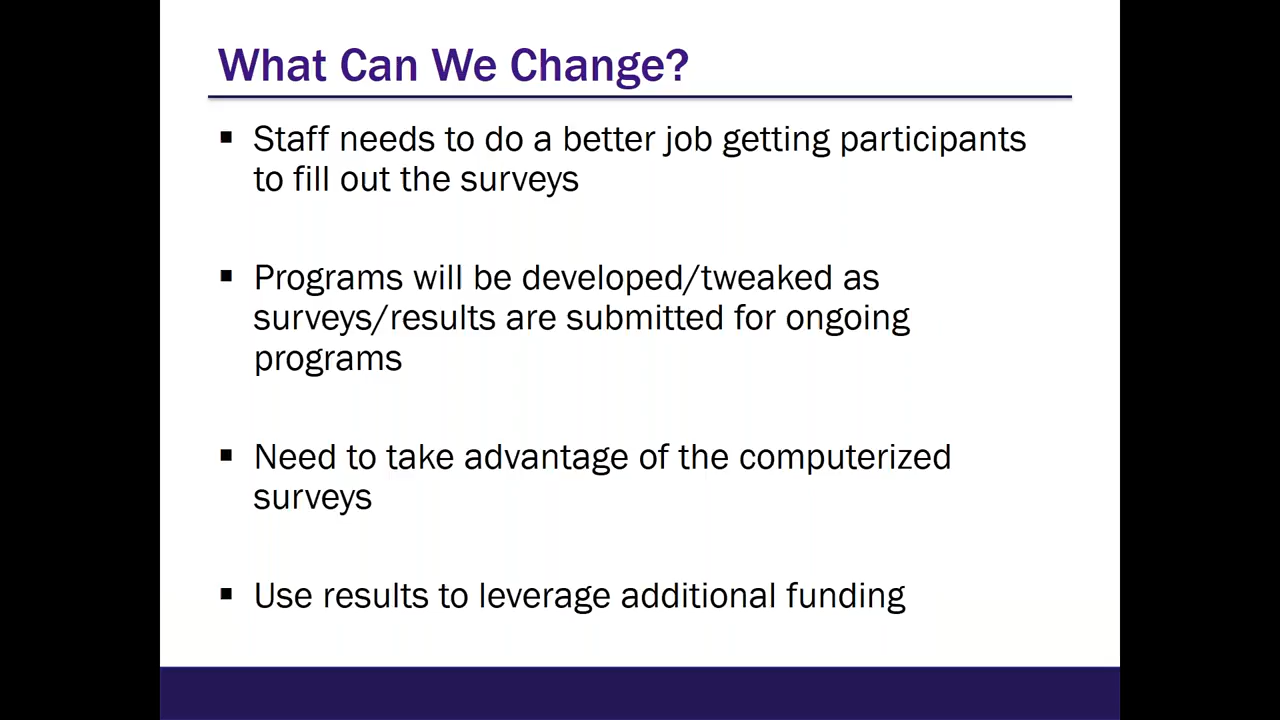 What Can We Change?
▪ Staff needs to do a better job getting participants
to fill out the surveys
▪ Programs will be developed/tweaked as
surveys/results are submitted for ongoing
programs
▪ Need to take advantage of the computerized
surveys
▪ Use results to leverage additional funding